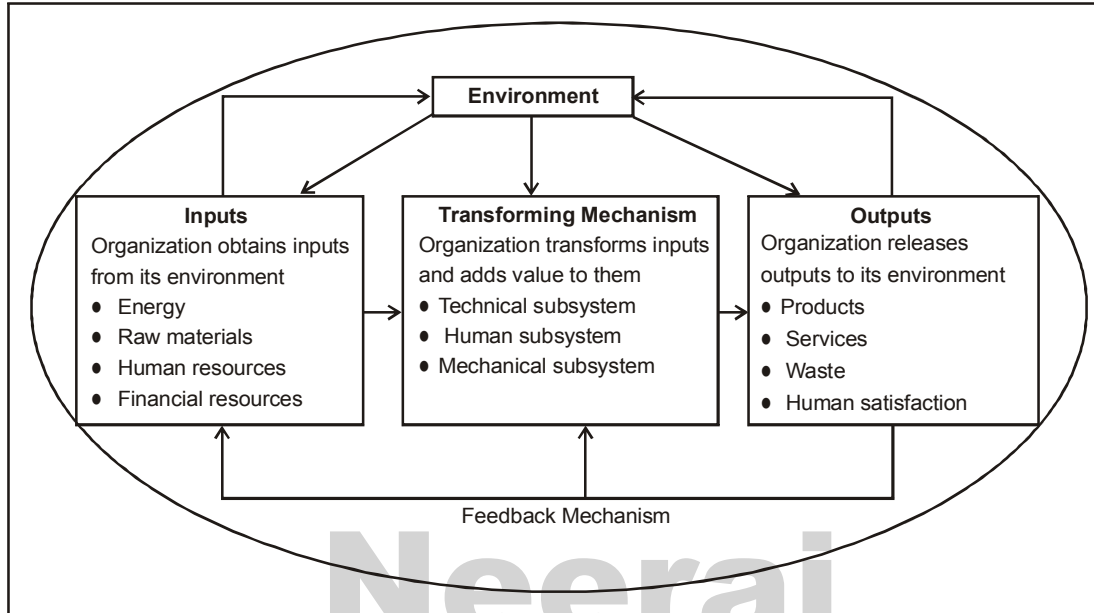 Environment
Inputs
Organization obtains inputs
from its environment
● Energy
● Raw materials
● Human resources
● Financial resources
Transforming Mechanism
Organization transforms inputs
and adds value to them
● Technical subsystem
● Human subsystem
● Mechanical subsystem
Outputs
Organization releases
outputs to its environment
● Products
● Services
● Waste
● Human satisfaction
Feedback Mechanism
Neeraj